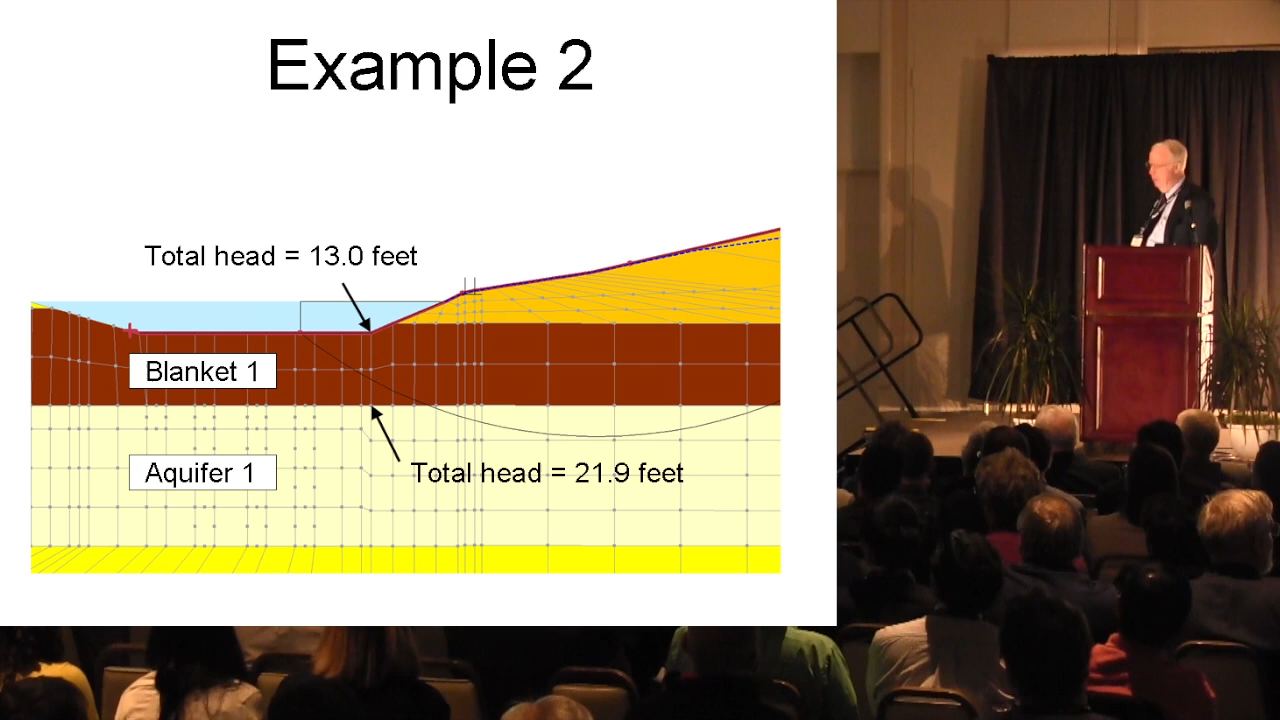 Example 2
Total head = 13.0 feet
Blanket 1
Aquifer 1
Total head = 21.9 feet